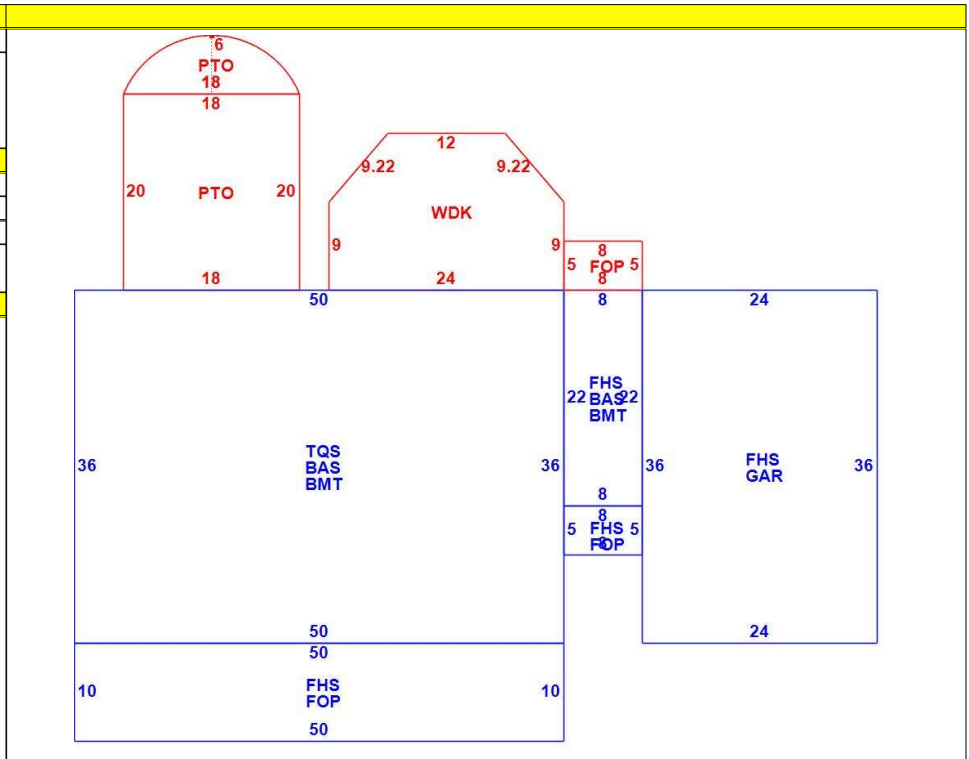 6
PTO
18
18
20 PTO 20
18
12
9.22 9.22
WDK
9 9
24
8
5 FOP 5
8
50
8
24
FHS
22 BAS 22
BMT
TQS
36 BAS 36
BMT
36 FHS 36
GAR
8
8
5 FHS 5
FOP
8
24
50
50
10 FHS 10
FOP
50